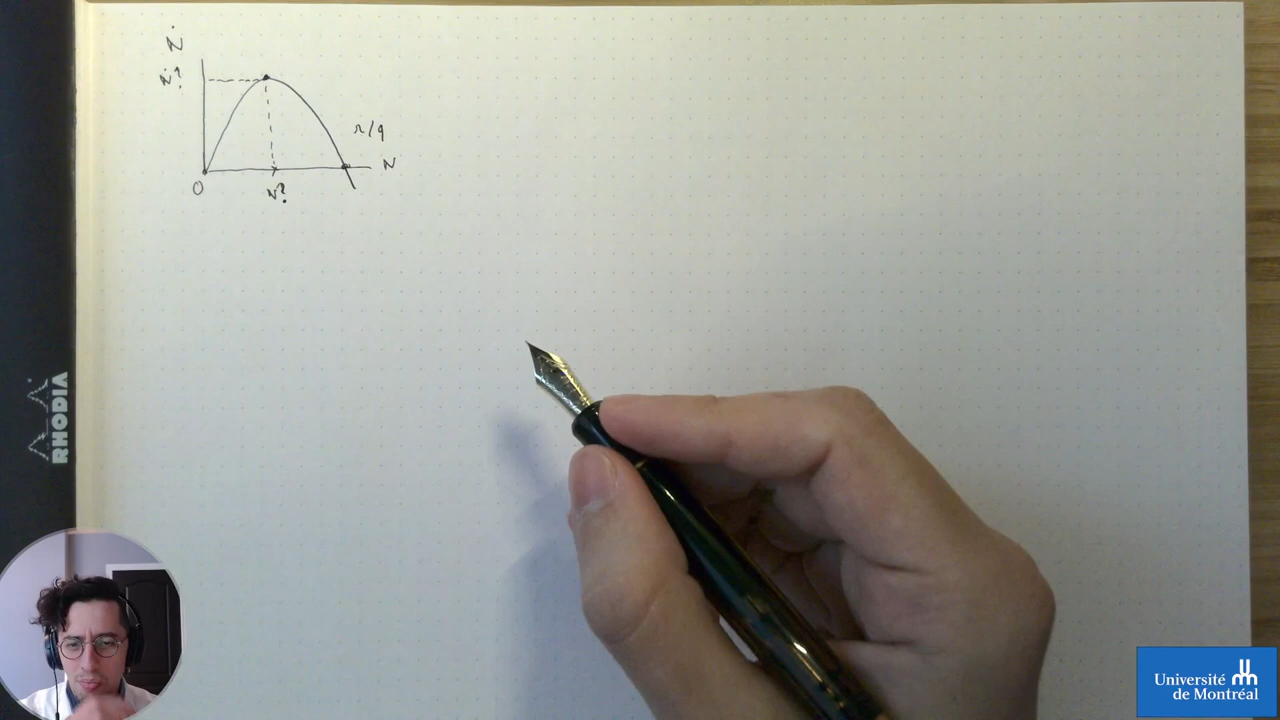 Ṅ
Ṅ?
r/q
N
0
N?
RHODIA
Université
de Montréal